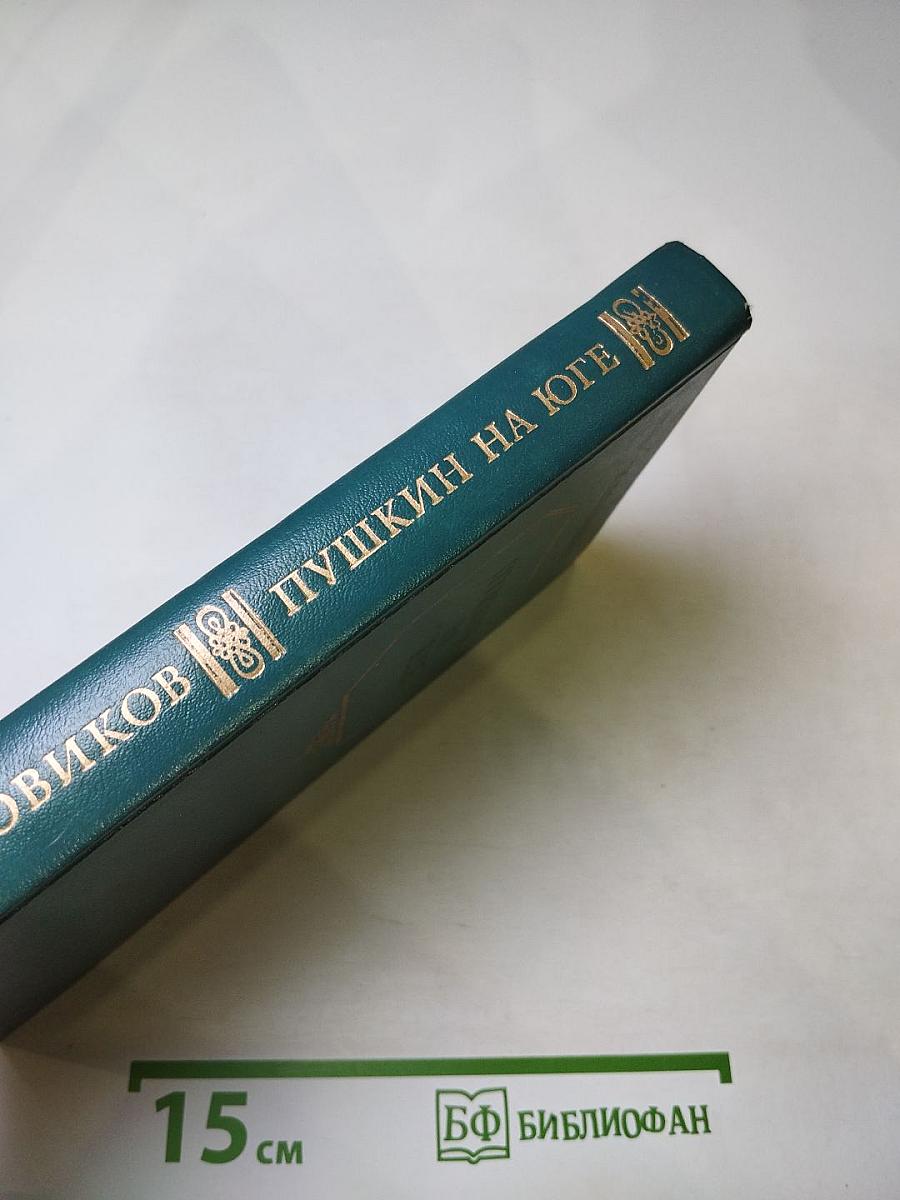 ОВИКОВ ПУШКИН НА ЮГЕ
15 см
БФ БИБЛИОФАН